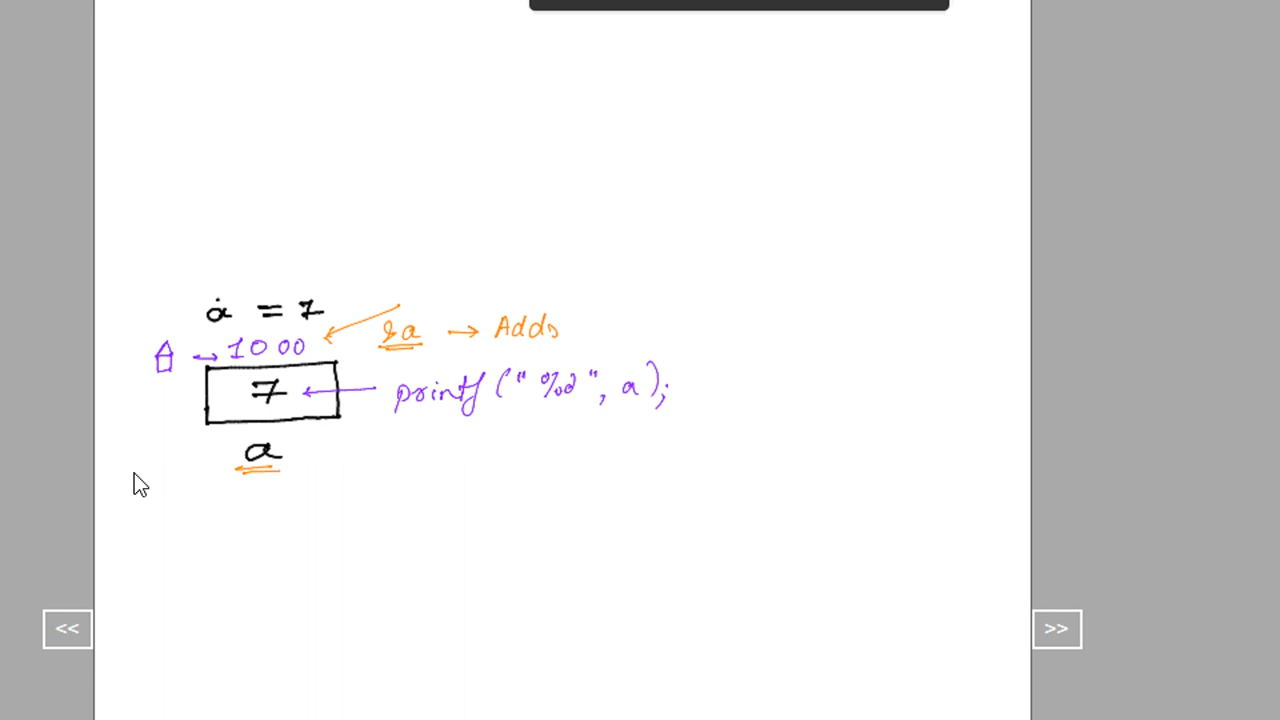 a = 7
→ 1000
&a → Adds
7 ← printf ("%d", a);
a
<< >>